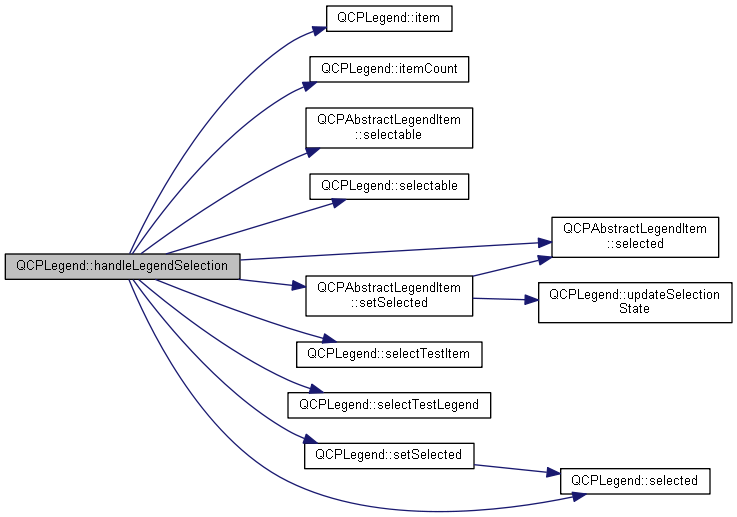 QCPLegend::item
QCPLegend::itemCount
QCPAbstractLegendItem
::selectable
QCPLegend::selectable
QCPLegend::handleLegendSelection
QCPAbstractLegendItem
::selected
QCPAbstractLegendItem
::setSelected
QCPLegend::updateSelection
State
QCPLegend::selectTestItem
QCPLegend::selectTestLegend
QCPLegend::setSelected
QCPLegend::selected